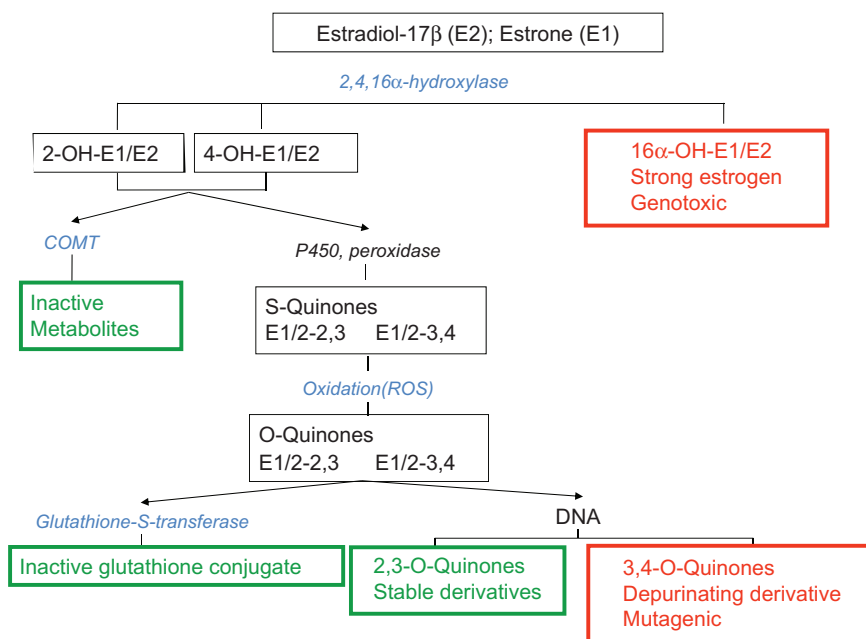 Estradiol-17β (E2); Estrone (E1)
2,4,16α-hydroxylase
2-OH-E1/E2
4-OH-E1/E2
16α-OH-E1/E2
Strong estrogen
Genotoxic
COMT
P450, peroxidase
Inactive
Metabolites
S-Quinones
E1/2-2,3 E1/2-3,4
Oxidation(ROS)
O-Quinones
E1/2-2,3 E1/2-3,4
Glutathione-S-transferase
DNA
Inactive glutathione conjugate
2,3-O-Quinones
Stable derivatives
3,4-O-Quinones
Depurinating derivative
Mutagenic